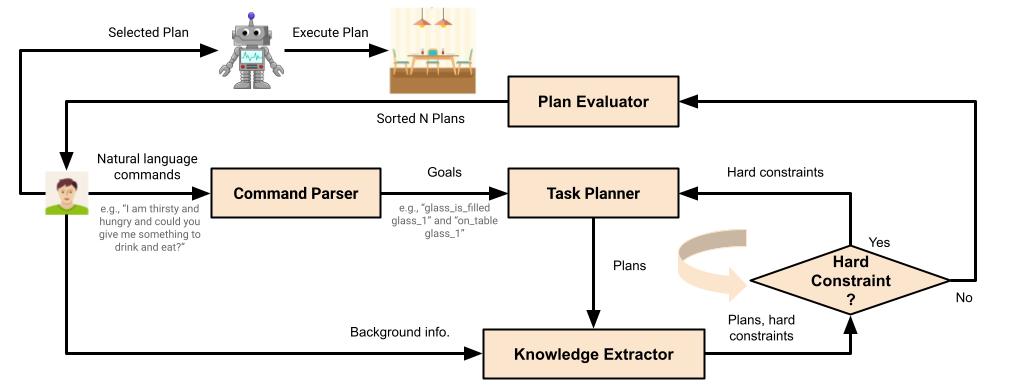 Selected Plan
Execute Plan
Plan Evaluator
Sorted N Plans
Natural language
commands
Command Parser
Goals
Task Planner
Hard constraints
e.g., "I am thirsty and
hungry and could you
give me something to
drink and eat?"
e.g., "glass_is_filled
glass_1" and "on_table
glass_1"
Yes
Hard
Constraint
?
No
Plans
Plans, hard
constraints
Background info.
Knowledge Extractor